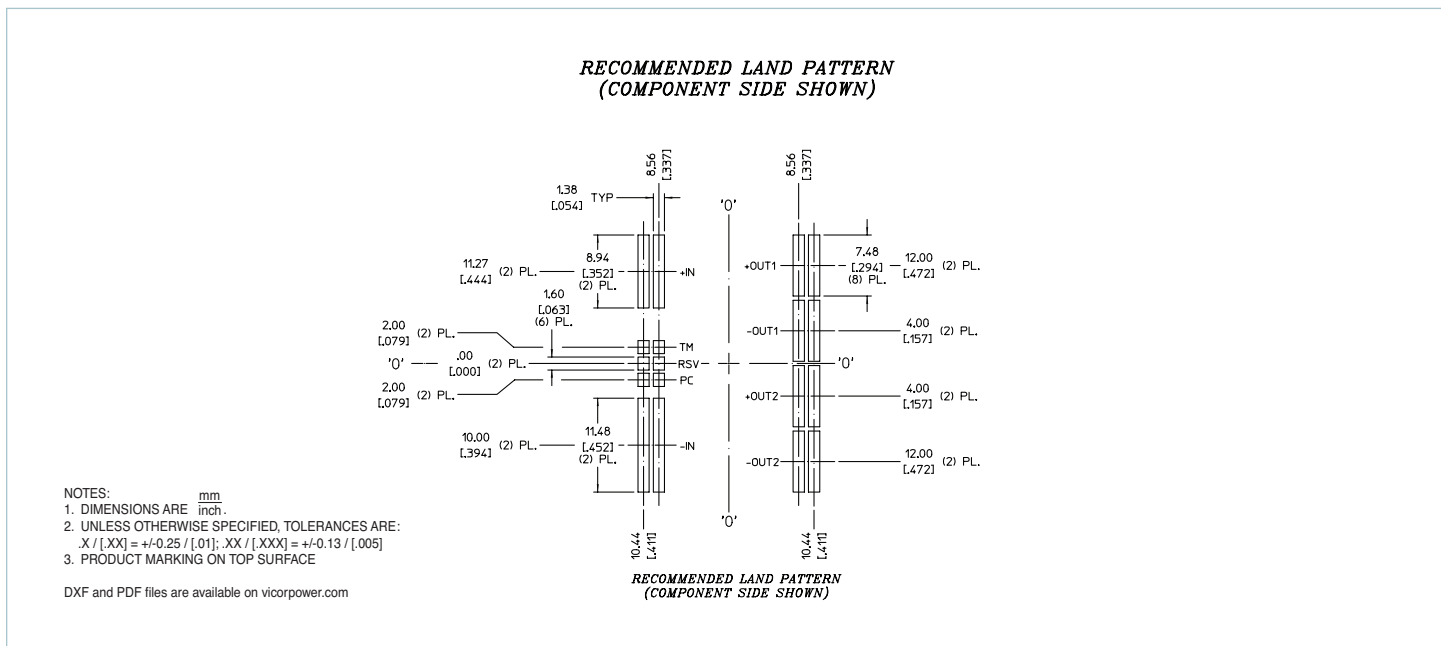 RECOMMENDED LAND PATTERN
(COMPONENT SIDE SHOWN)
8.56
[.337]
8.56
[.337]
1.38
[.054]
TYP
'0'
11.27
[.444]
(2) PL.
8.94
[.352]
(2) PL.
+IN
+OUT1
7.48
[.294]
(8) PL.
12.00
[.472]
(2) PL.
1.60
[.063]
(6) PL.
2.00
[.079]
(2) PL.
TM
-OUT1
4.00
[.157]
(2) PL.
'0'
.00
[.000]
(2) PL.
RSV
'0'
2.00
[.079]
(2) PL.
PC
+OUT2
4.00
[.157]
(2) PL.
10.00
[.394]
(2) PL.
11.48
[.452]
(2) PL.
-IN
-OUT2
12.00
[.472]
(2) PL.
'0'
10.44
[.411]
10.44
[.411]
RECOMMENDED LAND PATTERN
(COMPONENT SIDE SHOWN)
NOTES:
1. DIMENSIONS ARE mm/inch.
2. UNLESS OTHERWISE SPECIFIED, TOLERANCES ARE:
.X / [.XX] = +/-0.25 / [.01]; .XX / [.XXX] = +/-0.13 / [.005]
3. PRODUCT MARKING ON TOP SURFACE
DXF and PDF files are available on vicorpower.com